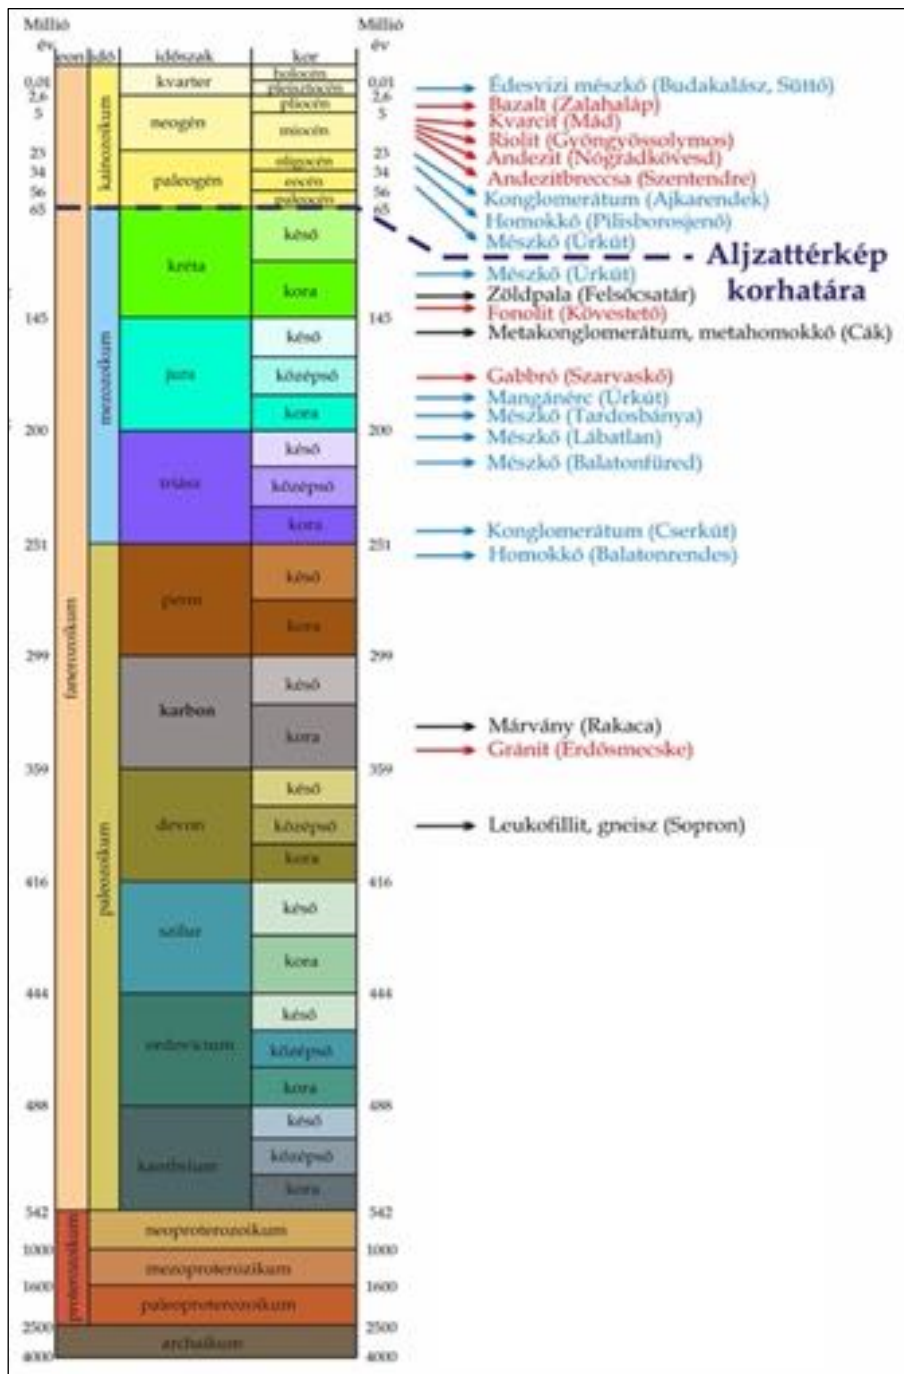 Millió
év
Millió
év
eon
idő
időszak
kor
0,01
2,6
5
23
34
56
65
145
200
251
299
359
416
444
488
542
1000
1600
2500
4000
fanerozoikum
proterozoikum
kainozoikum
mezozoikum
paleozoikum
kvarter
holocén
pleisztocén
neogén
pliocén
miocén
paleogén
oligocén
eocén
paleocén
kréta
késő
kora
jura
késő
középső
kora
triász
késő
középső
kora
perm
késő
kora
karbon
késő
kora
devon
késő
középső
kora
szilur
késő
kora
ordovicium
késő
középső
kora
kambrium
késő
középső
kora
neoproterozoikum
mezoproterozikum
paleoproterozoikum
archaikum
0,01
2,6
5
23
34
56
65
145
200
251
299
359
416
444
488
542
1000
1600
2500
4000
Édesvizi mészkő (Budakalász, Süttő)
Bazalt (Zalahaláp)
Kvarcit (Mád)
Riolit (Gyöngyössolymos)
Andezit (Nógrádkövesd)
Andezitbreccsa (Szentendre)
Konglomerátum (Ajkarendek)
Homokkő (Pilisborosjenő)
Mészkő (Úrkút)
Aljzattérkép
korhatára
Mészkő (Úrkút)
Zöldpala (Felsőcsatár)
Fonolit (Kövestető)
Metakonglomerátum, metahomokkő (Cák)
Gabbró (Szarvaskő)
Mangánérc (Úrkút)
Mészkő (Tardosbánya)
Mészkő (Lábatlan)
Mészkő (Balatonfüred)
Konglomerátum (Cserkút)
Homokkő (Balatonrendes)
Márvány (Rakaca)
Gránit (Erdősmecske)
Leukofillit, gneisz (Sopron)